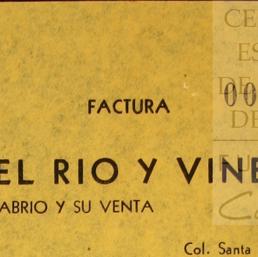 CE
ES
DE
00
DE
FACTURA
EL RIO Y VINE
ABRIO Y SU VENTA
Col. Santa